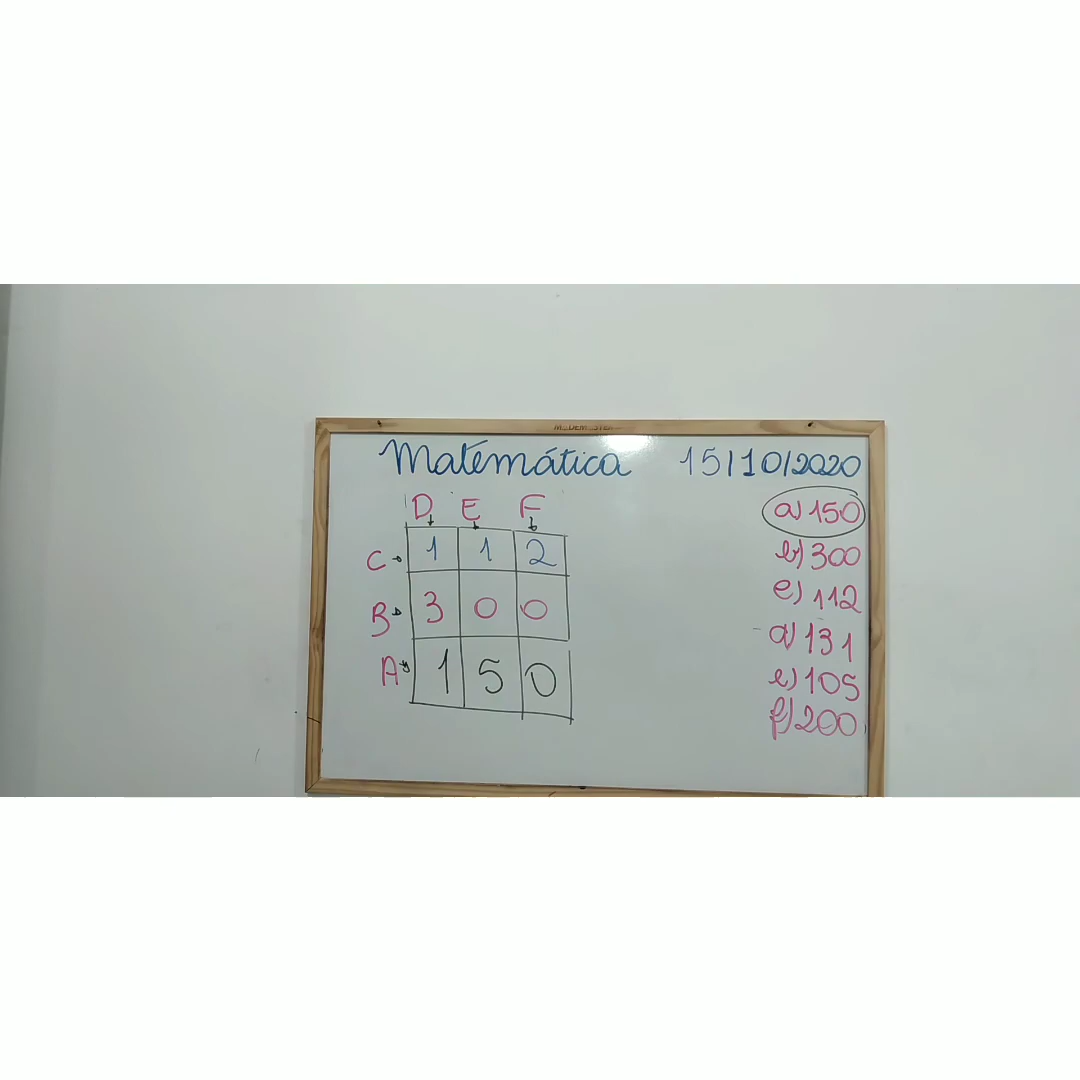 Matemática 15/10/2020
D E F
C 1 1 2
B 3 0 0
A 1 5 0
a) 150
b) 300
c) 112
d) 131
e) 105
f) 200